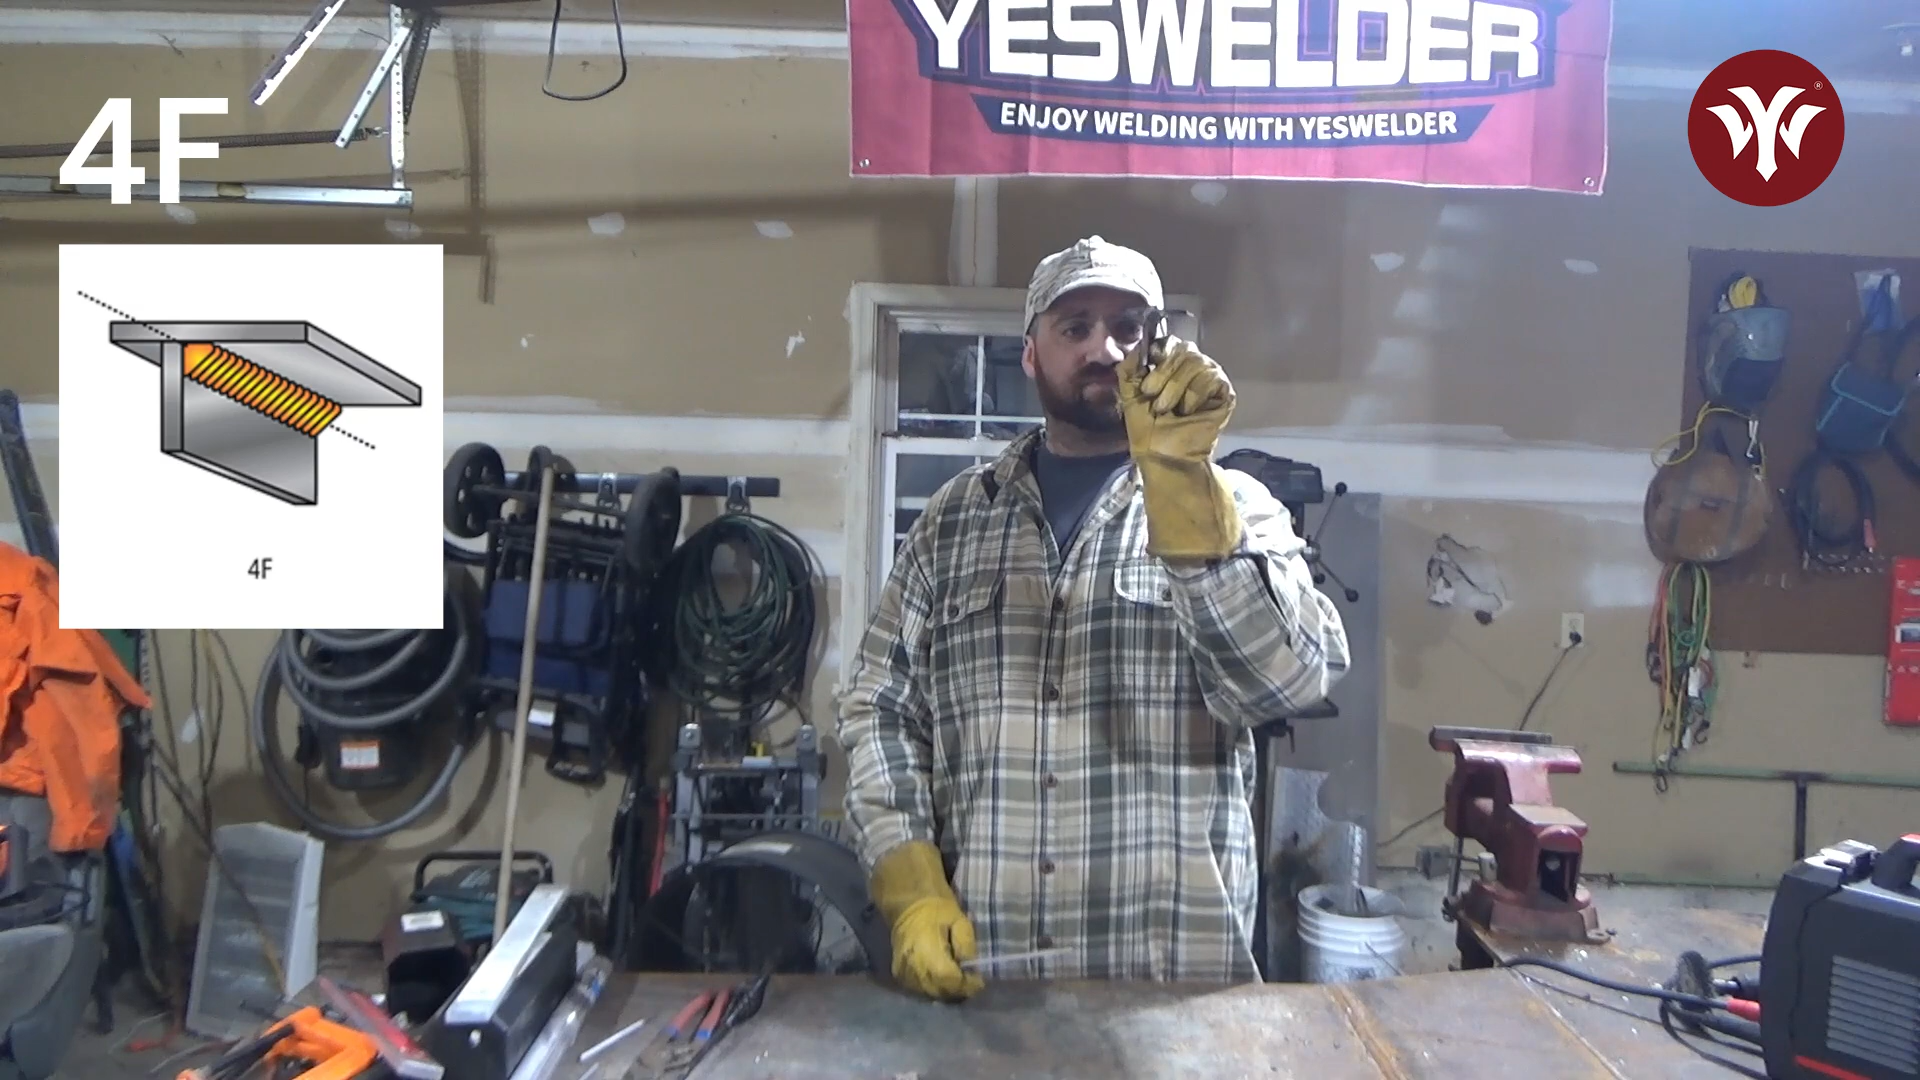 YESWELDER
ENJOY WELDING WITH YESWELDER
®
4F
4F